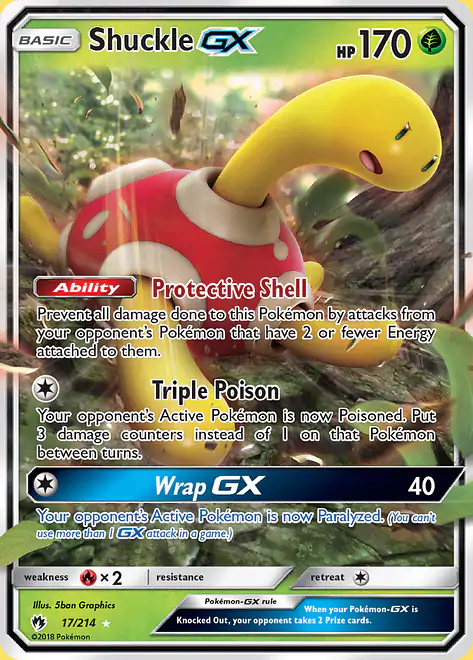 BASIC Shuckle GX HP 170
Ability Protective Shell
Prevent all damage done to this Pokémon by attacks from
your opponent's Pokémon that have 2 or fewer Energy
attached to them.
Triple Poison
Your opponent's Active Pokémon is now Poisoned. Put
3 damage counters instead of 1 on that Pokémon
between turns.
Wrap GX 40
Your opponent's Active Pokémon is now Paralyzed. (You can't
use more than 1 GX attack in a game.)
weakness ×2 resistance retreat
Illus. 5ban Graphics
17/214
©2018 Pokémon
Pokémon-GX rule
When your Pokémon-GX is
Knocked Out, your opponent takes 2 Prize cards.